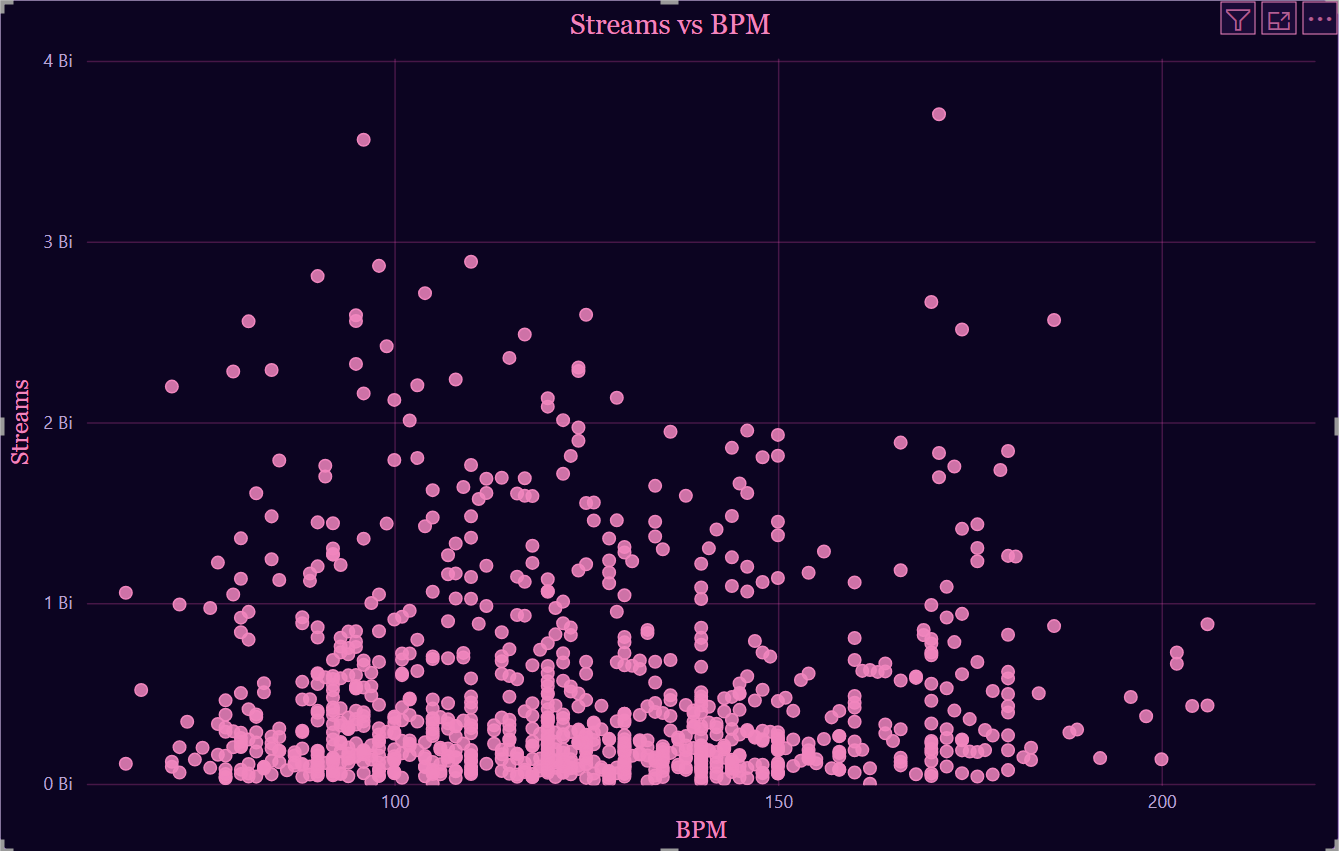 Streams vs BPM
4 Bi
3 Bi
2 Bi
1 Bi
0 Bi
Streams
100 150 200
BPM